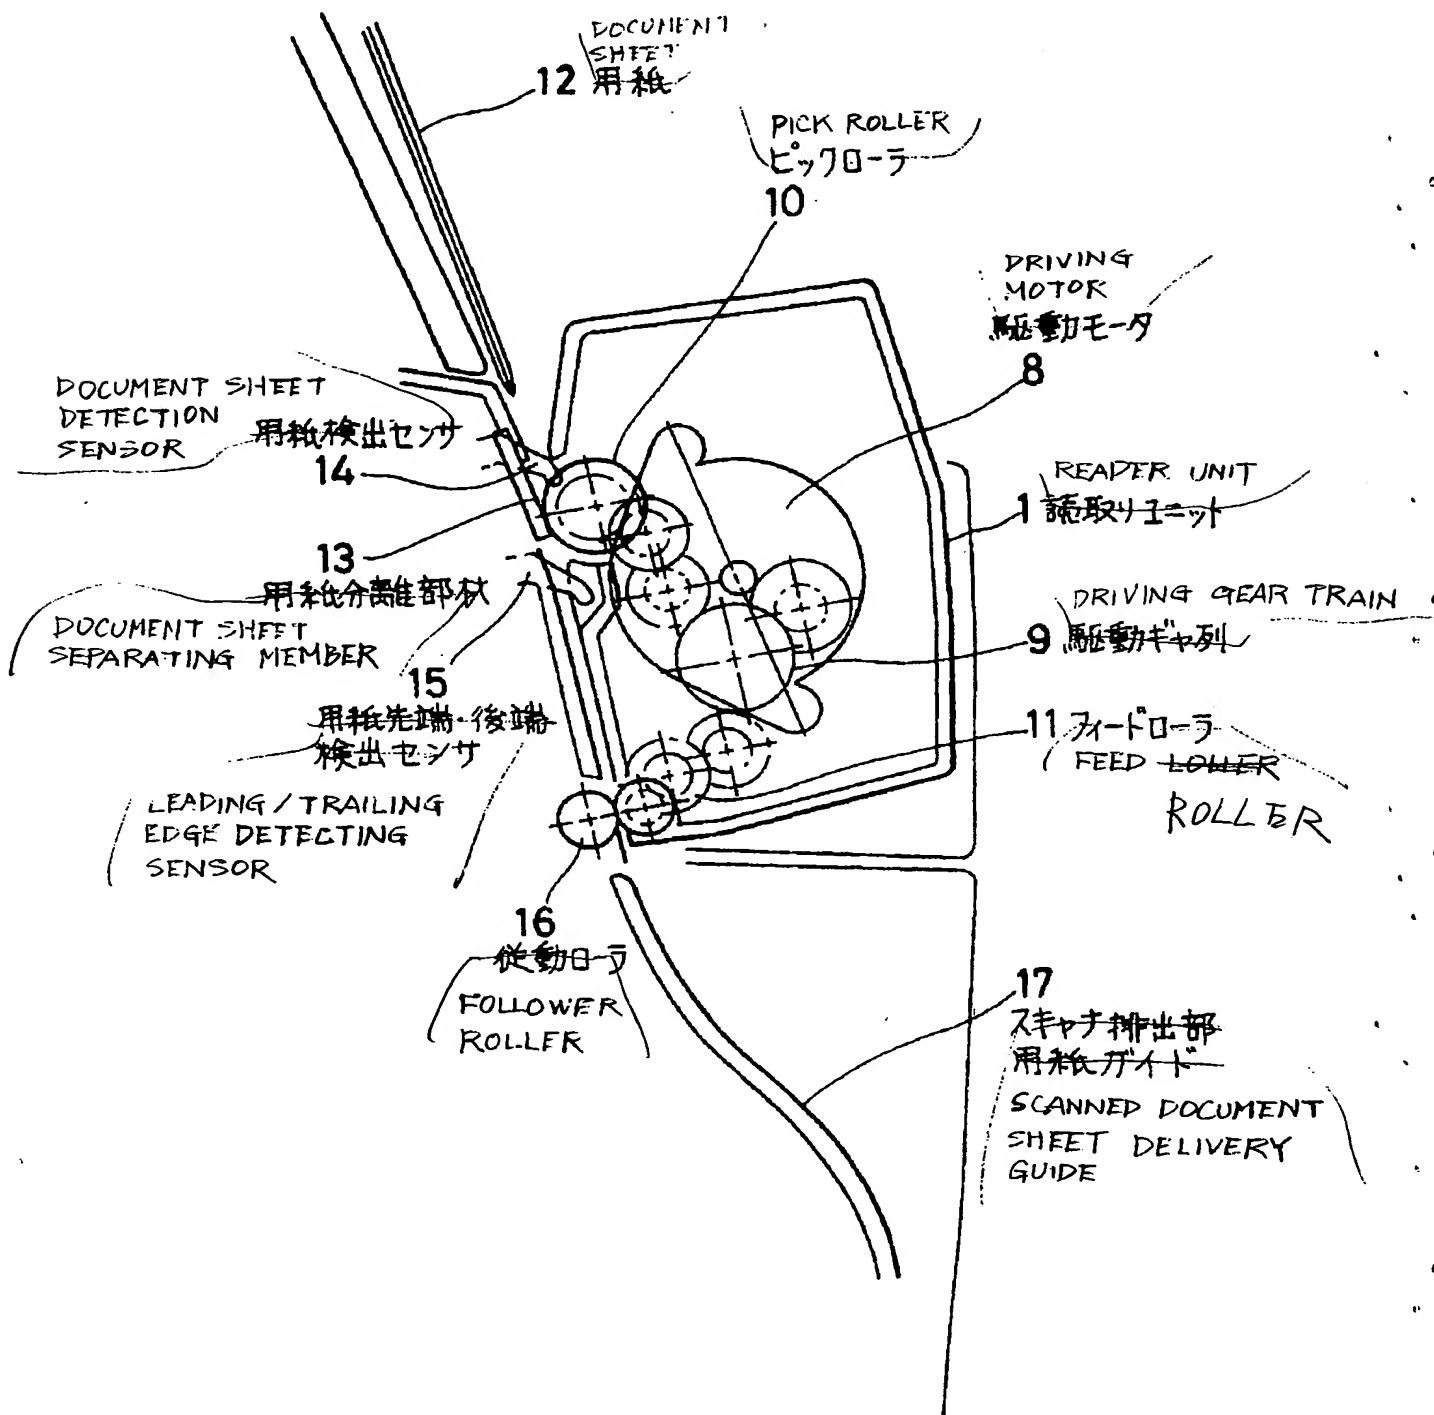 DOCUMENT
SHEET
12 用紙
PICK ROLLER
ピックローラ
10
DRIVING
MOTOR
駆動モータ
8
DOCUMENT SHEET
DETECTION
SENSOR
用紙検出センサ
14
READER UNIT
1 読取りユニット
13
用紙分離部材
DOCUMENT SHEET
SEPARATING MEMBER
DRIVING GEAR TRAIN
9 駆動ギャ列
15
用紙先端・後端
検出センサ
LEADING / TRAILING
EDGE DETECTING
SENSOR
11 フィードローラ
FEED LOLLER
ROLLER
16
従動ローラ
FOLLOWER
ROLLER
17
スキャナ排出部
用紙ガイド
SCANNED DOCUMENT
SHEET DELIVERY
GUIDE